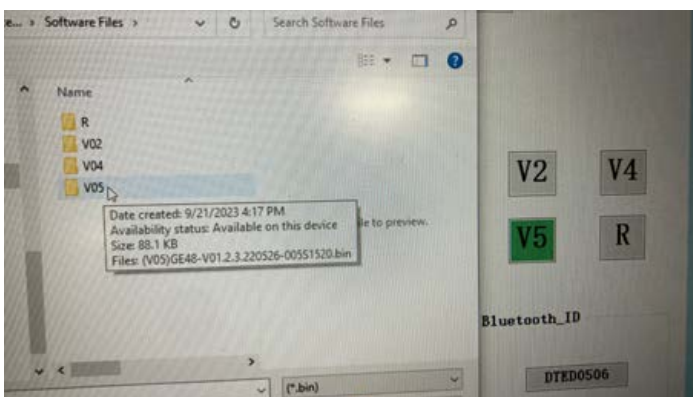 e... › Software Files ›
Search Software Files
Name
R
V02
V04
V05
Date created: 9/21/2023 4:17 PM
Availability status: Available on this device
Size: 88.1 KB
Files: (V05)GE48-V01.2.3.220526-00551520.bin
le to preview.
(*.bin)
V2
V4
V5
R
Bluetooth_ID
DTED0506